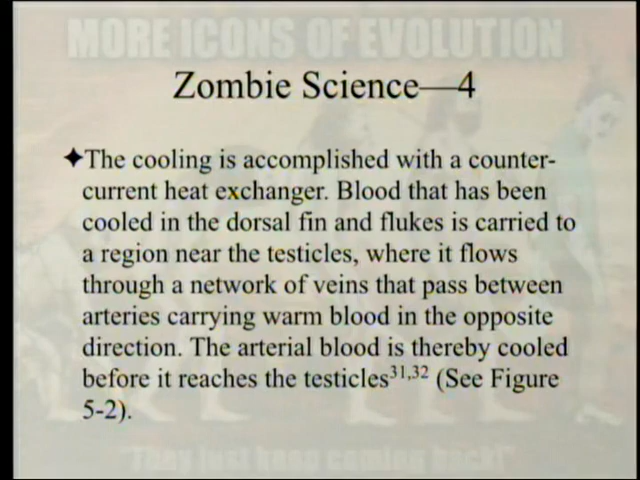 MORE ICONS OF EVOLUTION
Zombie Science—4
✦The cooling is accomplished with a counter-
current heat exchanger. Blood that has been
cooled in the dorsal fin and flukes is carried to
a region near the testicles, where it flows
through a network of veins that pass between
arteries carrying warm blood in the opposite
direction. The arterial blood is thereby cooled
before it reaches the testicles31,32 (See Figure
5-2).
"They just keep coming back!"